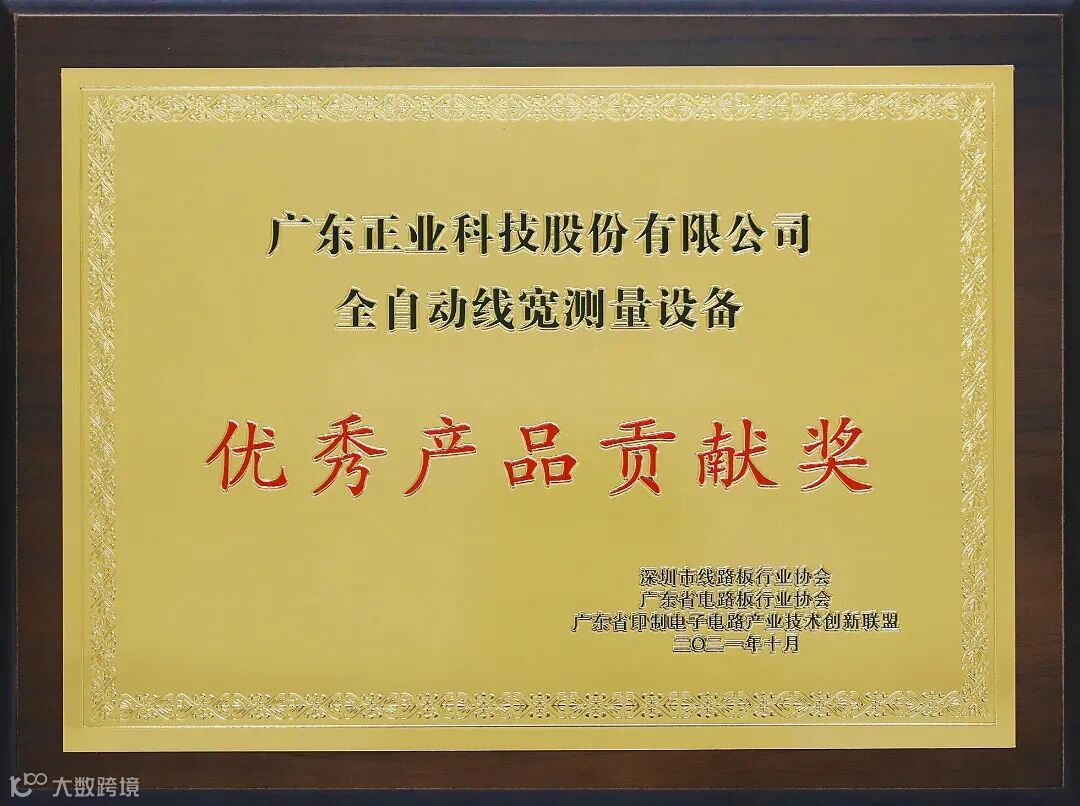 广东正业科技股份有限公司
全自动线宽测量设备
优秀产品贡献奖
深圳市线路板行业协会
广东省电路板行业协会
广东省印制电子电路产业技术创新联盟
二〇二一年十月
大数跨境